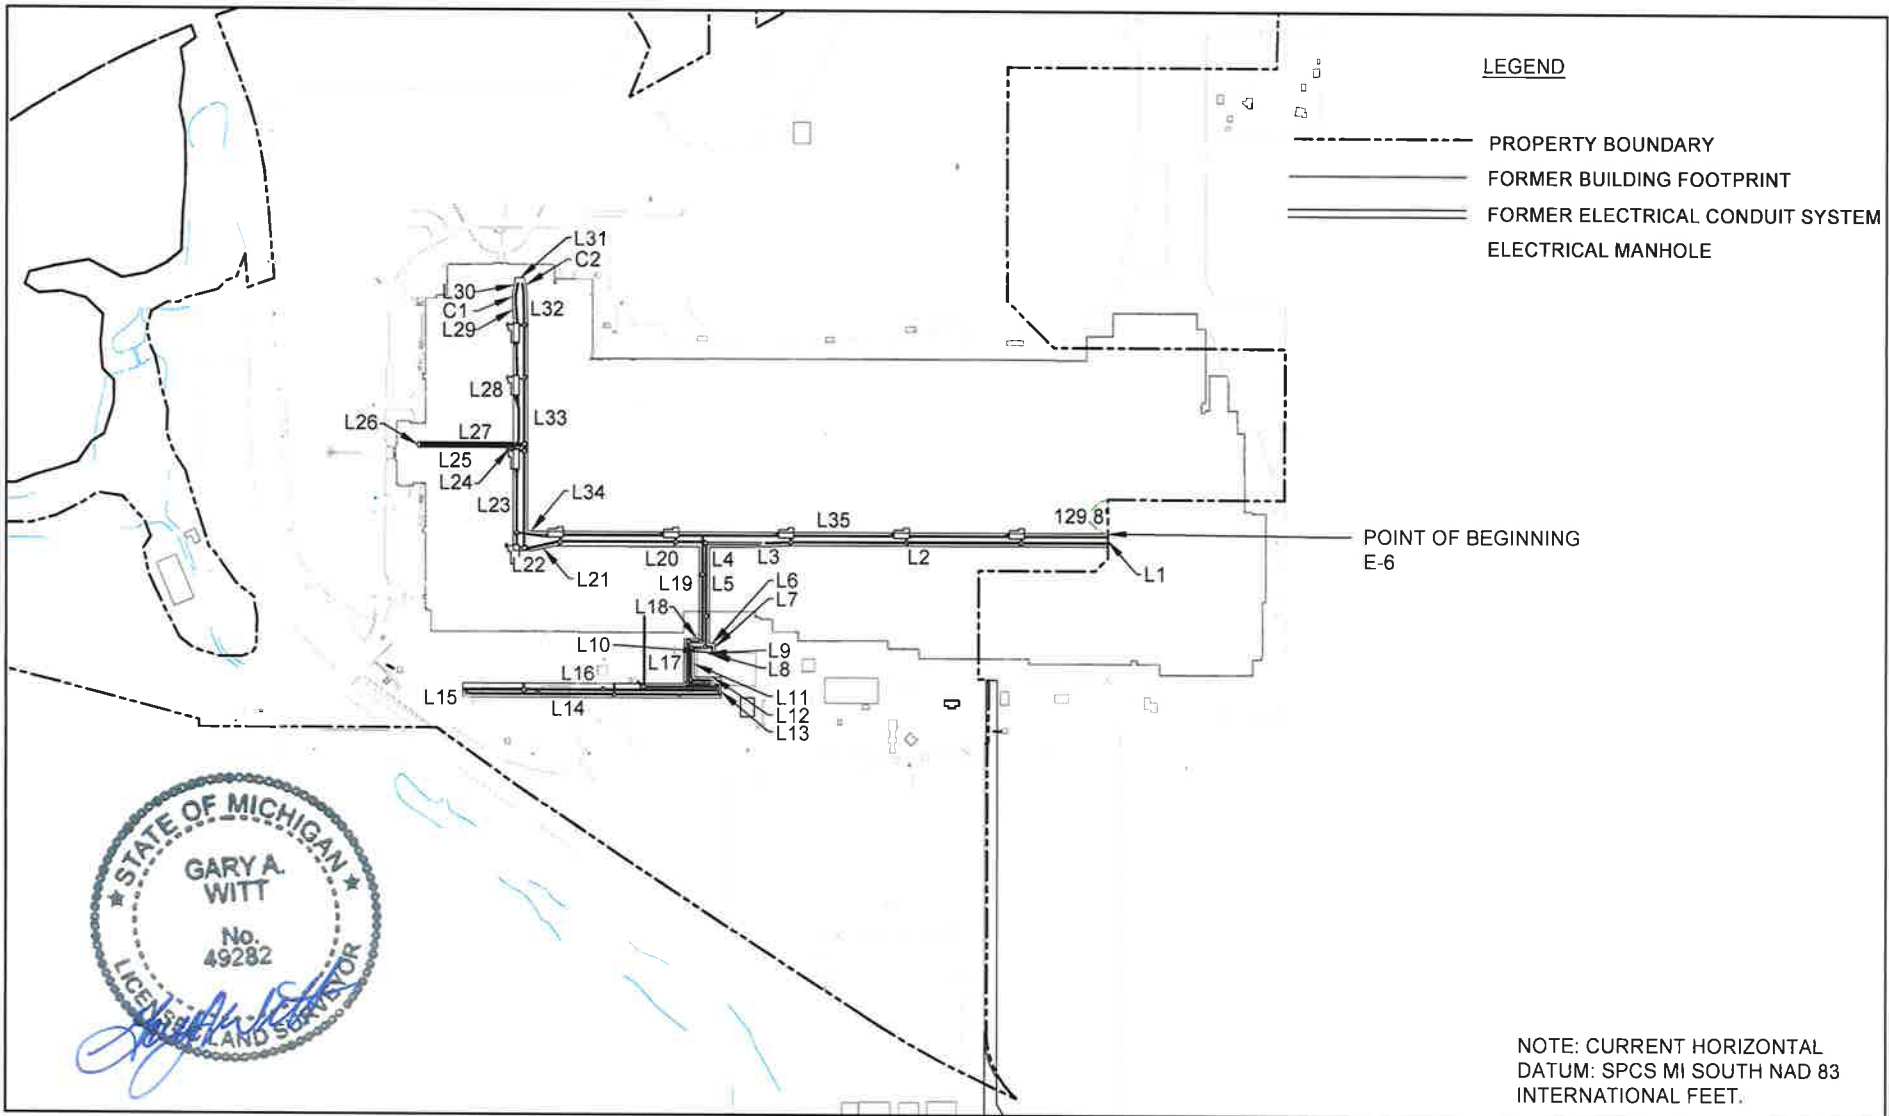 LEGEND
PROPERTY BOUNDARY
FORMER BUILDING FOOTPRINT
FORMER ELECTRICAL CONDUIT SYSTEM
ELECTRICAL MANHOLE
L31
C2
L30
C1
L32
L29
L28
L33
L26
L27
L25
L24
L23
L34
L35
129.8
POINT OF BEGINNING
E-6
L22
L21
L20
L4
L3
L2
L1
L19
L5
L6
L7
L18
L10
L9
L8
L17
L16
L15
L14
L11
L12
L13
STATE OF MICHIGAN
GARY A.
WITT
No.
49282
LICENSED LAND SURVEYOR
NOTE: CURRENT HORIZONTAL
DATUM: SPCS MI SOUTH NAD 83
INTERNATIONAL FEET.